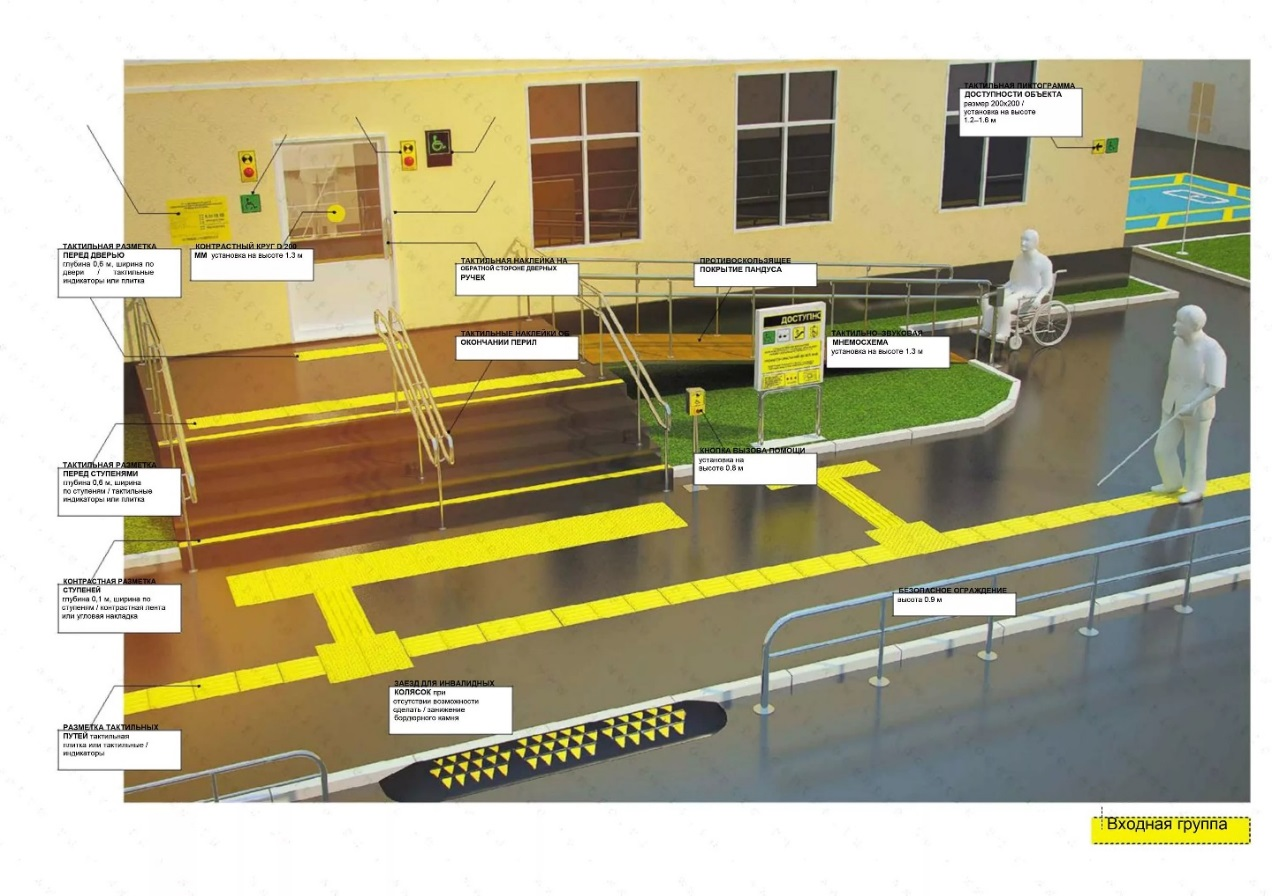 ТАКТИЛЬНАЯ ПИКТОГРАММА
ДОСТУПНОСТИ ОБЪЕКТА
размер 200х200 /
установка на высоте
1.2–1.6 м
ТАКТИЛЬНАЯ РАЗМЕТКА
ПЕРЕД ДВЕРЬЮ
глубина 0,6 м, ширина по
двери / тактильные
индикаторы или плитка
КОНТРАСТНЫЙ КРУГ D 200
ММ установка на высоте 1.3 м
ТАКТИЛЬНАЯ НАКЛЕЙКА НА
ОБРАТНОЙ СТОРОНЕ ДВЕРНЫХ
РУЧЕК
ПРОТИВОСКОЛЬЗЯЩЕЕ
ПОКРЫТИЕ ПАНДУСА
ДОСТУПНО
ТАКТИЛЬНЫЕ НАКЛЕЙКИ ОБ
ОКОНЧАНИИ ПЕРИЛ
ТАКТИЛЬНО-ЗВУКОВАЯ
МНЕМОСХЕМА
установка на высоте 1.3 м
ТАКТИЛЬНАЯ РАЗМЕТКА
ПЕРЕД СТУПЕНЯМИ
глубина 0,6 м, ширина
по ступеням / тактильные
индикаторы или плитка
КНОПКА ВЫЗОВА ПОМОЩИ
установка на
высоте 0.8 м
КОНТРАСТНАЯ РАЗМЕТКА
СТУПЕНЕЙ
глубина 0,1 м, ширина по
ступеням / контрастная лента
или угловая накладка
БЕЗОПАСНОЕ ОГРАЖДЕНИЕ
высота 0.9 м
ЗАЕЗД ДЛЯ ИНВАЛИДНЫХ
КОЛЯСОК при
отсутствии возможности
сделать / занижение
бордюрного камня
РАЗМЕТКА ТАКТИЛЬНЫХ
ПУТЕЙ тактильная
плитка или тактильные /
индикаторы
Входная группа